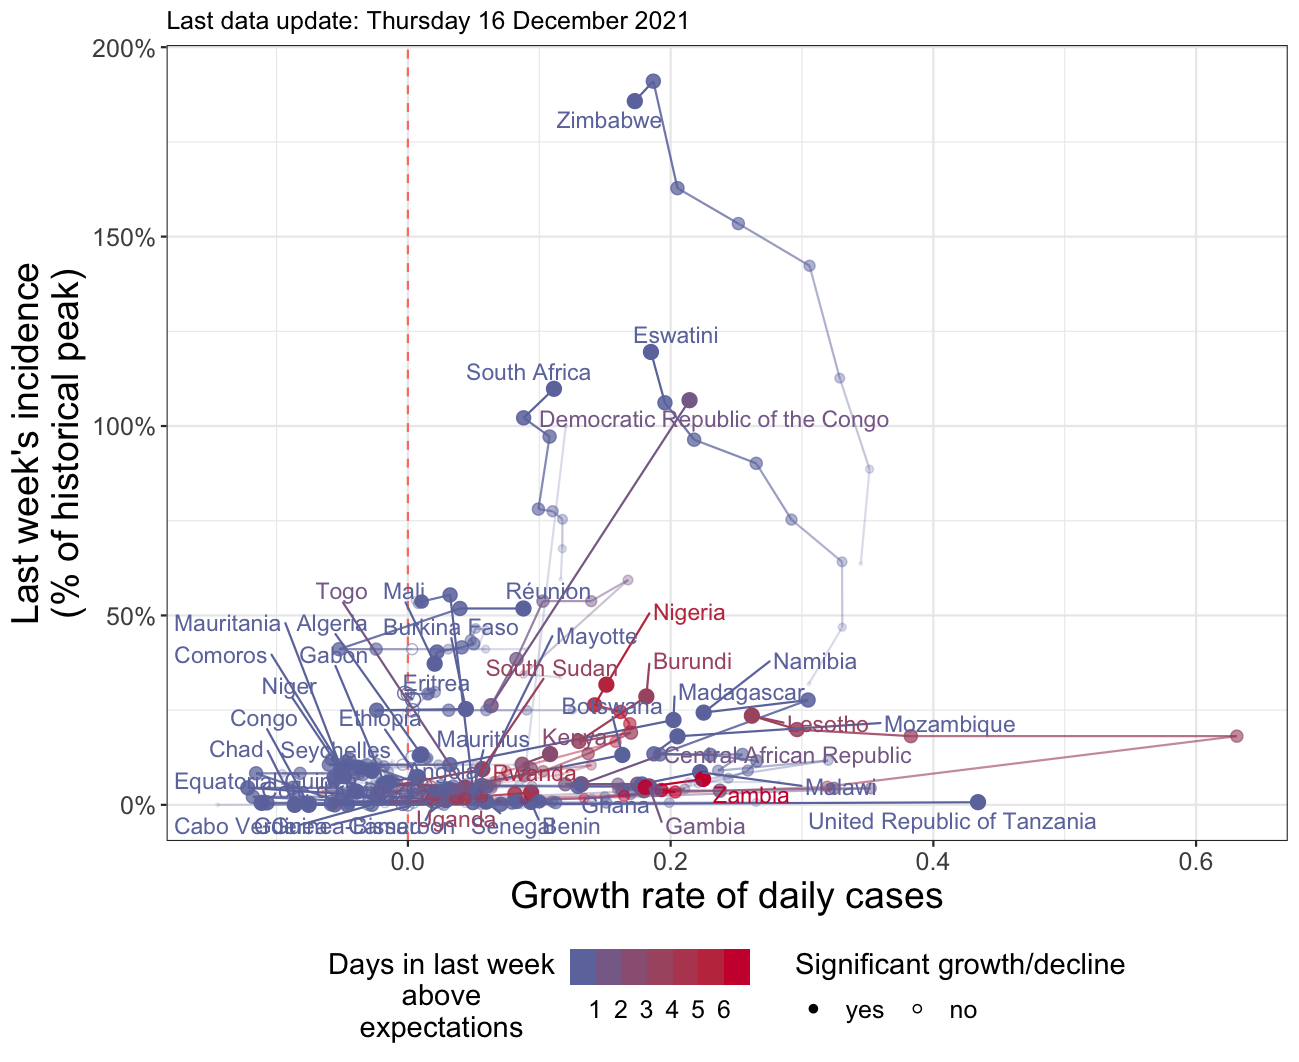 Last data update: Thursday 16 December 2021
200%
150%
100%
50%
0%
Last week's incidence
(% of historical peak)
Zimbabwe
Eswatini
South Africa
Democratic Republic of the Congo
Togo
Mali
Réunion
Mauritania
Algeria
Burkina Faso
Nigeria
Mayotte
Comoros
Gabon
South Sudan
Burundi
Namibia
Niger
Eritrea
Madagascar
Congo
Ethiopia
Botswana
Lesotho
Mozambique
Chad
Seychelles
Mauritius
Kenya
Central African Republic
Rwanda
Malawi
Zambia
Ghana
Cabo Verde
Uganda
Senegal
Benin
Gambia
United Republic of Tanzania
0.0
0.2
0.4
0.6
Growth rate of daily cases
Days in last week
above
expectations
1 2 3 4 5 6
Significant growth/decline
yes
no